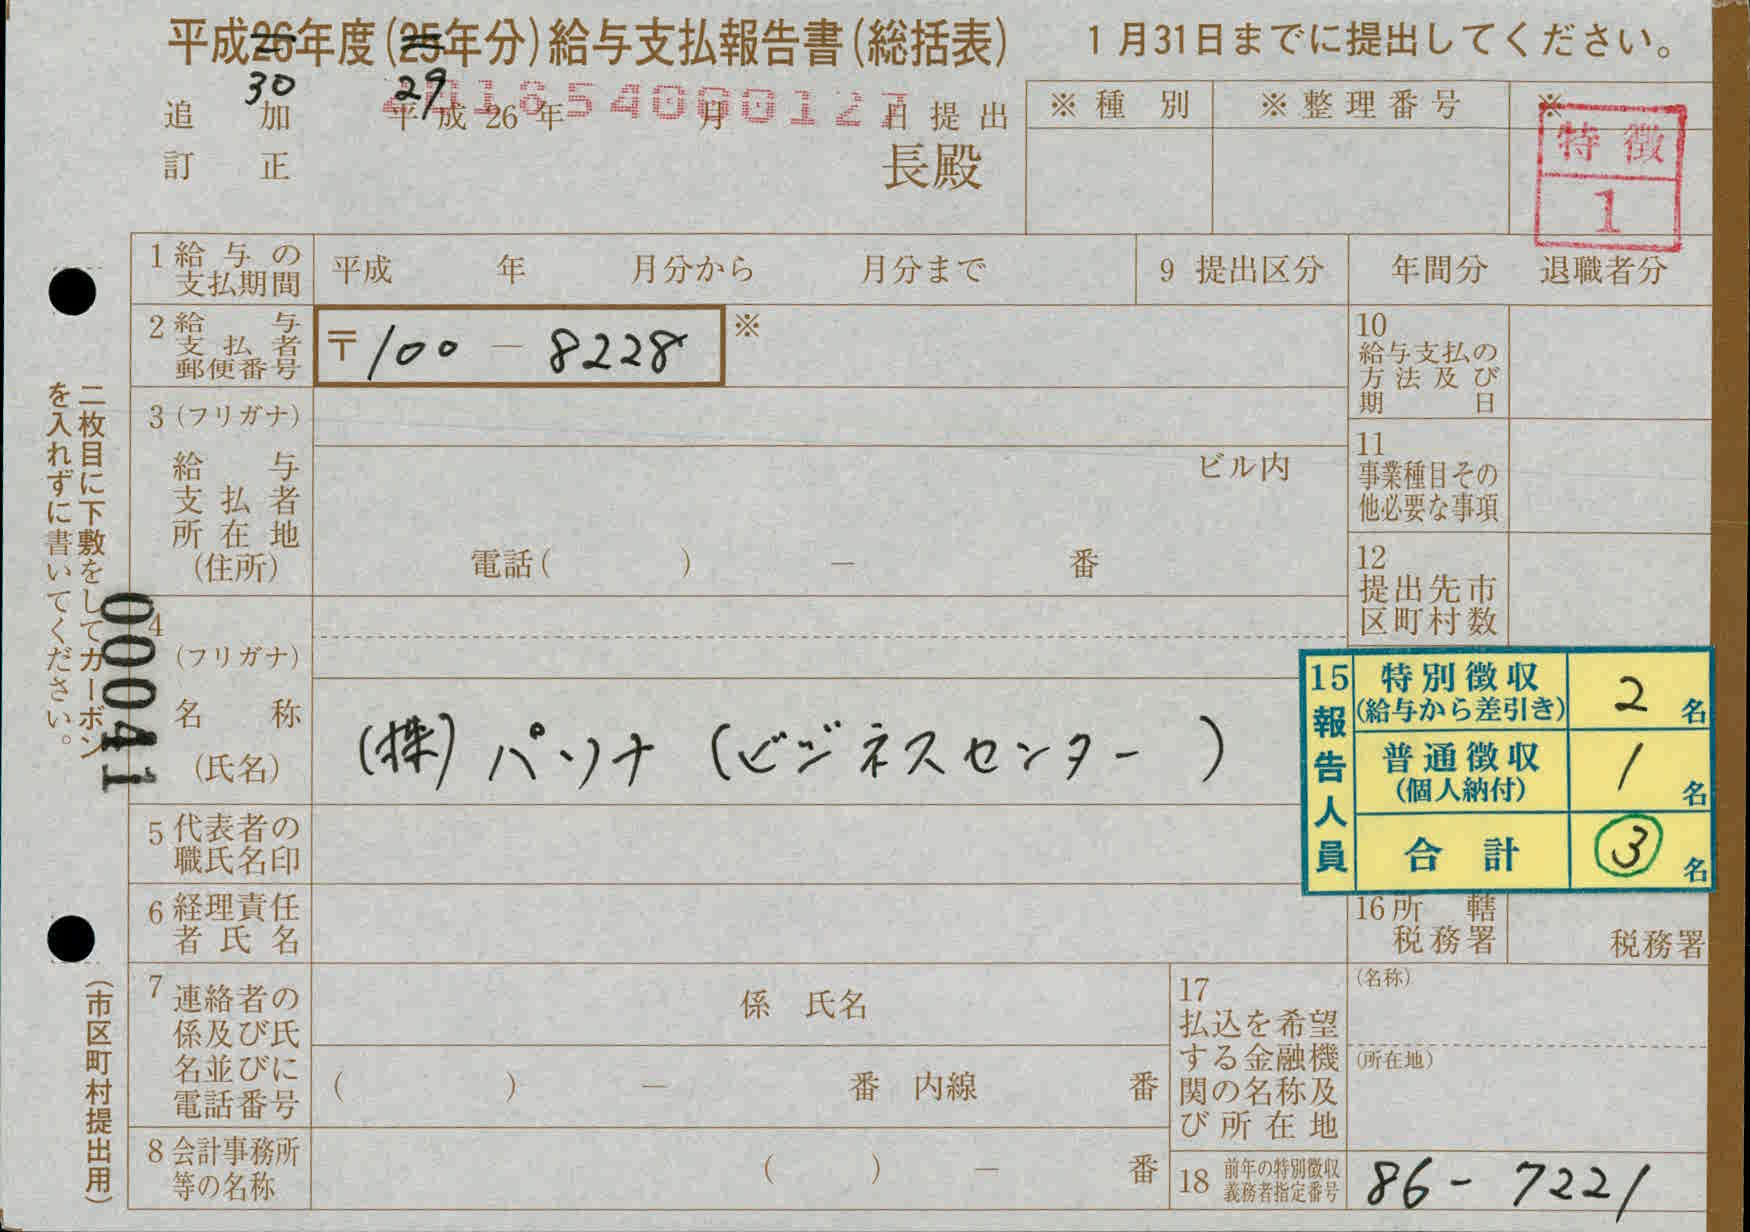 平成26年度(25年分)給与支払報告書(総括表) 1月31日までに提出してください。
30 29
追加 平成26年 月 日提出
訂正 長殿
※種別 ※整理番号 ※
特徴
1
1 給与の支払期間 平成 年 月分から 月分まで 9 提出区分 年間分 退職者分
2 給与支払者郵便番号 〒100-8228 ※
10 給与支払の方法及び期日
3 (フリガナ)
給与支払者所在地(住所) ビル内
電話( ) - 番
11 事業種目その他必要な事項
12 提出先市区町村数
4 (フリガナ)
名称(氏名) (株)パソナ(ビジネスセンター )
15 報告人員
特別徴収(給与から差引き) 2名
普通徴収(個人納付) 1名
合計 3名
5 代表者の職氏名印
6 経理責任者氏名
16 所轄税務署 税務署
7 連絡者の係及び氏名並びに電話番号 係 氏名
( ) - 番 内線 番
17 払込を希望する金融機関の名称及び所在地 (名称)
(所在地)
8 会計事務所等の名称 ( ) - 番
18 前年の特別徴収義務者指定番号 86-7221
二枚目に下敷をしてカーボンを入れずに書いてください。
00041
(市区町村提出用)